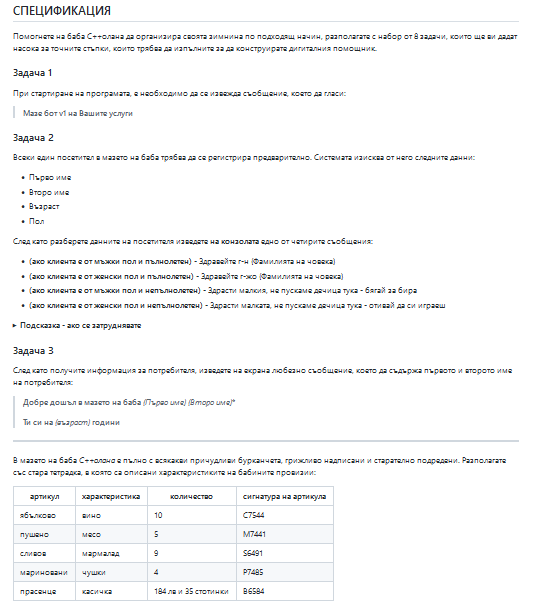 СПЕЦИФИКАЦИЯ
Помогнете на баба C++олана да организира своята зимнина по подходящ начин, разполагате с набор от 8 задачи, които ще ви дадат
насока за точните стъпки, които трябва да изпълните за да конструирате дигиталния помощник.
Задача 1
При стартиране на програмата, е необходимо да се извежда съобщение, което да гласи:
Мазе бот v1 на Вашите услуги
Задача 2
Всеки един посетител в мазето на баба трябва да се регистрира предварително. Системата изисква от него следните данни:
• Първо име
• Второ име
• Възраст
• Пол
След като разберете данните на посетителя изведете на конзолата едно от четирите съобщения:
• (ако клиента е от мъжки пол и пълнолетен) - Здравейте г-н (Фамилията на човека)
• (ако клиента е от женски пол и пълнолетен) - Здравейте г-жо (Фамилията на човека)
• (ако клиента е от мъжки пол и непълнолетен) - Здрасти малкия, не пускаме дечица тука - бягай за бира
• (ако клиента е от женски пол и непълнолетен) - Здрасти малката, не пускаме дечица тука - отивай да си играеш
▸ Подсказка - ако се затруднявате
Задача 3
След като получите информация за потребителя, изведете на екрана любезно съобщение, което да съдържа първото и второто име
на потребителя:
Добре дошъл в мазето на баба (Първо име) (Второ име)*
Ти си на (възраст) години
В мазето на баба C++олана е пълно с всякакви причудливи бурканчета, грижливо надписани и старателно подредени. Разполагате
със стара тетрадка, в която са описани характеристиките на бабините провизии:
артикул характеристика количество сигнатура на артикула
ябълково вино 10 C7544
пушено месо 5 M7441
сливов мармалад 9 S6491
мариновани чушки 4 P7485
прасенце касичка 184 лв и 35 стотинки B6584